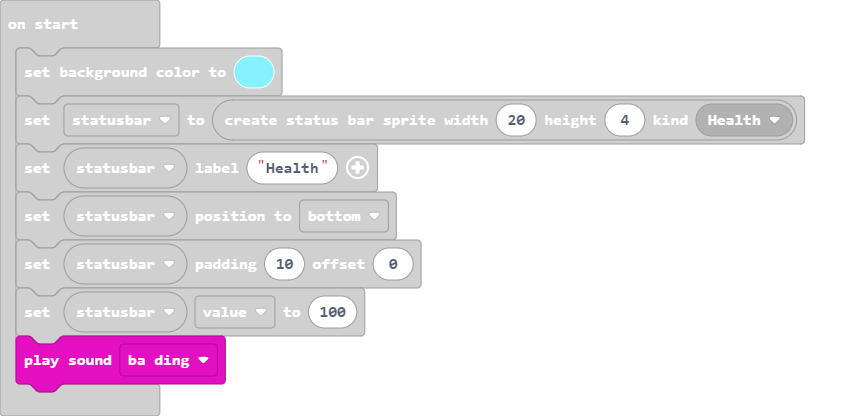 on start
set background color to
set statusbar to create status bar sprite width 20 height 4 kind Health
set statusbar label "Health"
set statusbar position to bottom
set statusbar padding 10 offset 0
set statusbar value to 100
play sound ba ding